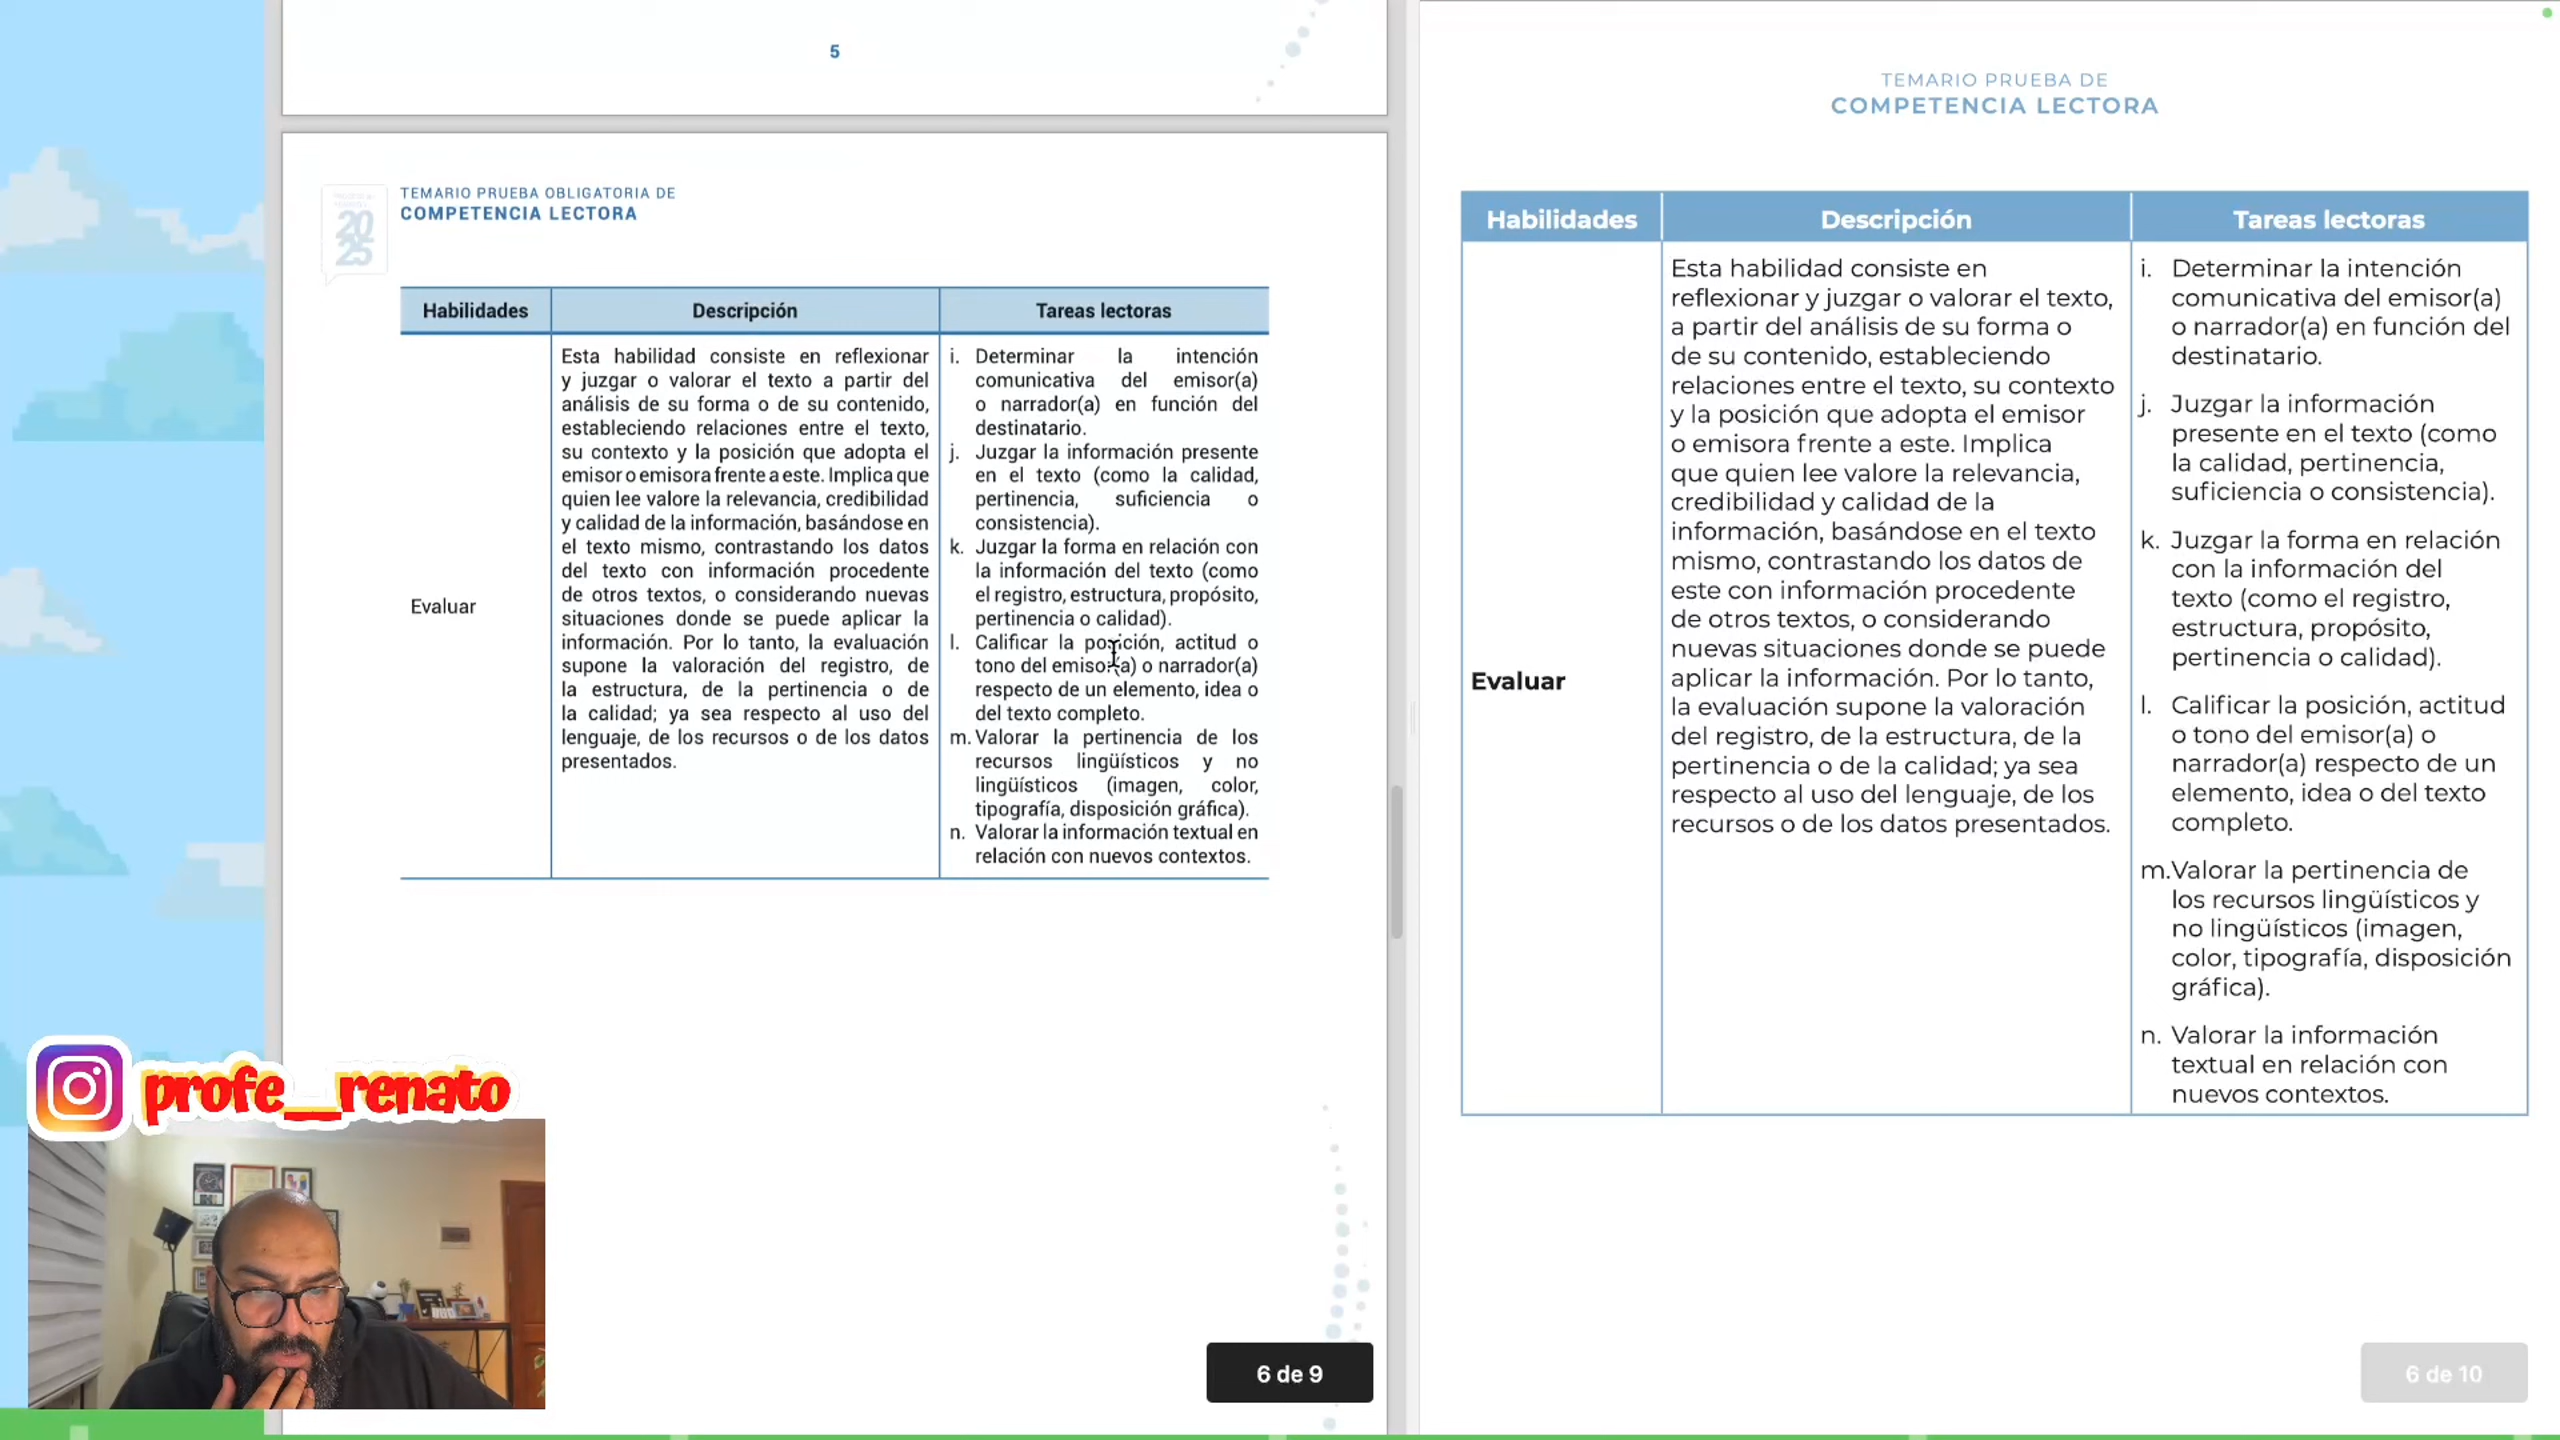 5
20
25
TEMARIO PRUEBA OBLIGATORIA DE
COMPETENCIA LECTORA
Habilidades
Descripción
Tareas lectoras
Evaluar
Esta habilidad consiste en reflexionar
y juzgar o valorar el texto a partir del
análisis de su forma o de su contenido,
estableciendo relaciones entre el texto,
su contexto y la posición que adopta el
emisor o emisora frente a este. Implica que
quien lee valore la relevancia, credibilidad
y calidad de la información, basándose en
el texto mismo, contrastando los datos
del texto con información procedente
de otros textos, o considerando nuevas
situaciones donde se puede aplicar la
información. Por lo tanto, la evaluación
supone la valoración del registro, de
la estructura, de la pertinencia o de
la calidad; ya sea respecto al uso del
lenguaje, de los recursos o de los datos
presentados.
i. Determinar la intención
comunicativa del emisor(a)
o narrador(a) en función del
destinatario.
j. Juzgar la información presente
en el texto (como la calidad,
pertinencia, suficiencia o
consistencia).
k. Juzgar la forma en relación con
la información del texto (como
el registro, estructura, propósito,
pertinencia o calidad).
l. Calificar la posición, actitud o
tono del emisor(a) o narrador(a)
respecto de un elemento, idea o
del texto completo.
m. Valorar la pertinencia de los
recursos lingüísticos y no
lingüísticos (imagen, color,
tipografía, disposición gráfica).
n. Valorar la información textual en
relación con nuevos contextos.
6 de 9
profe__renato
TEMARIO PRUEBA DE
COMPETENCIA LECTORA
Habilidades
Descripción
Tareas lectoras
Evaluar
Esta habilidad consiste en
reflexionar y juzgar o valorar el texto,
a partir del análisis de su forma o
de su contenido, estableciendo
relaciones entre el texto, su contexto
y la posición que adopta el emisor
o emisora frente a este. Implica
que quien lee valore la relevancia,
credibilidad y calidad de la
información, basándose en el texto
mismo, contrastando los datos de
este con información procedente
de otros textos, o considerando
nuevas situaciones donde se puede
aplicar la información. Por lo tanto,
la evaluación supone la valoración
del registro, de la estructura, de la
pertinencia o de la calidad; ya sea
respecto al uso del lenguaje, de los
recursos o de los datos presentados.
i. Determinar la intención
comunicativa del emisor(a)
o narrador(a) en función del
destinatario.
j. Juzgar la información
presente en el texto (como
la calidad, pertinencia,
suficiencia o consistencia).
k. Juzgar la forma en relación
con la información del
texto (como el registro,
estructura, propósito,
pertinencia o calidad).
l. Calificar la posición, actitud
o tono del emisor(a) o
narrador(a) respecto de un
elemento, idea o del texto
completo.
m. Valorar la pertinencia de
los recursos lingüísticos y
no lingüísticos (imagen,
color, tipografía, disposición
gráfica).
n. Valorar la información
textual en relación con
nuevos contextos.
6 de 10